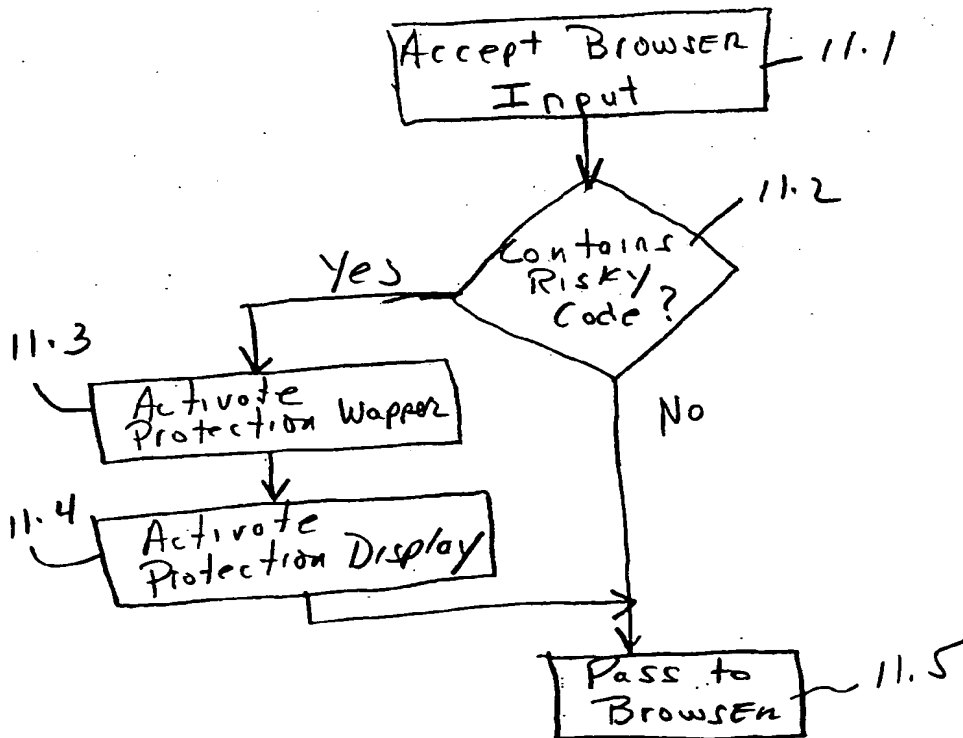 Accept Browser
Input
11.1
11.2
Contains
Risky
Code?
Yes
No
11.3
Activate
Protection Wapper
11.4
Activate
Protection Display
Pass to
Browser
11.5